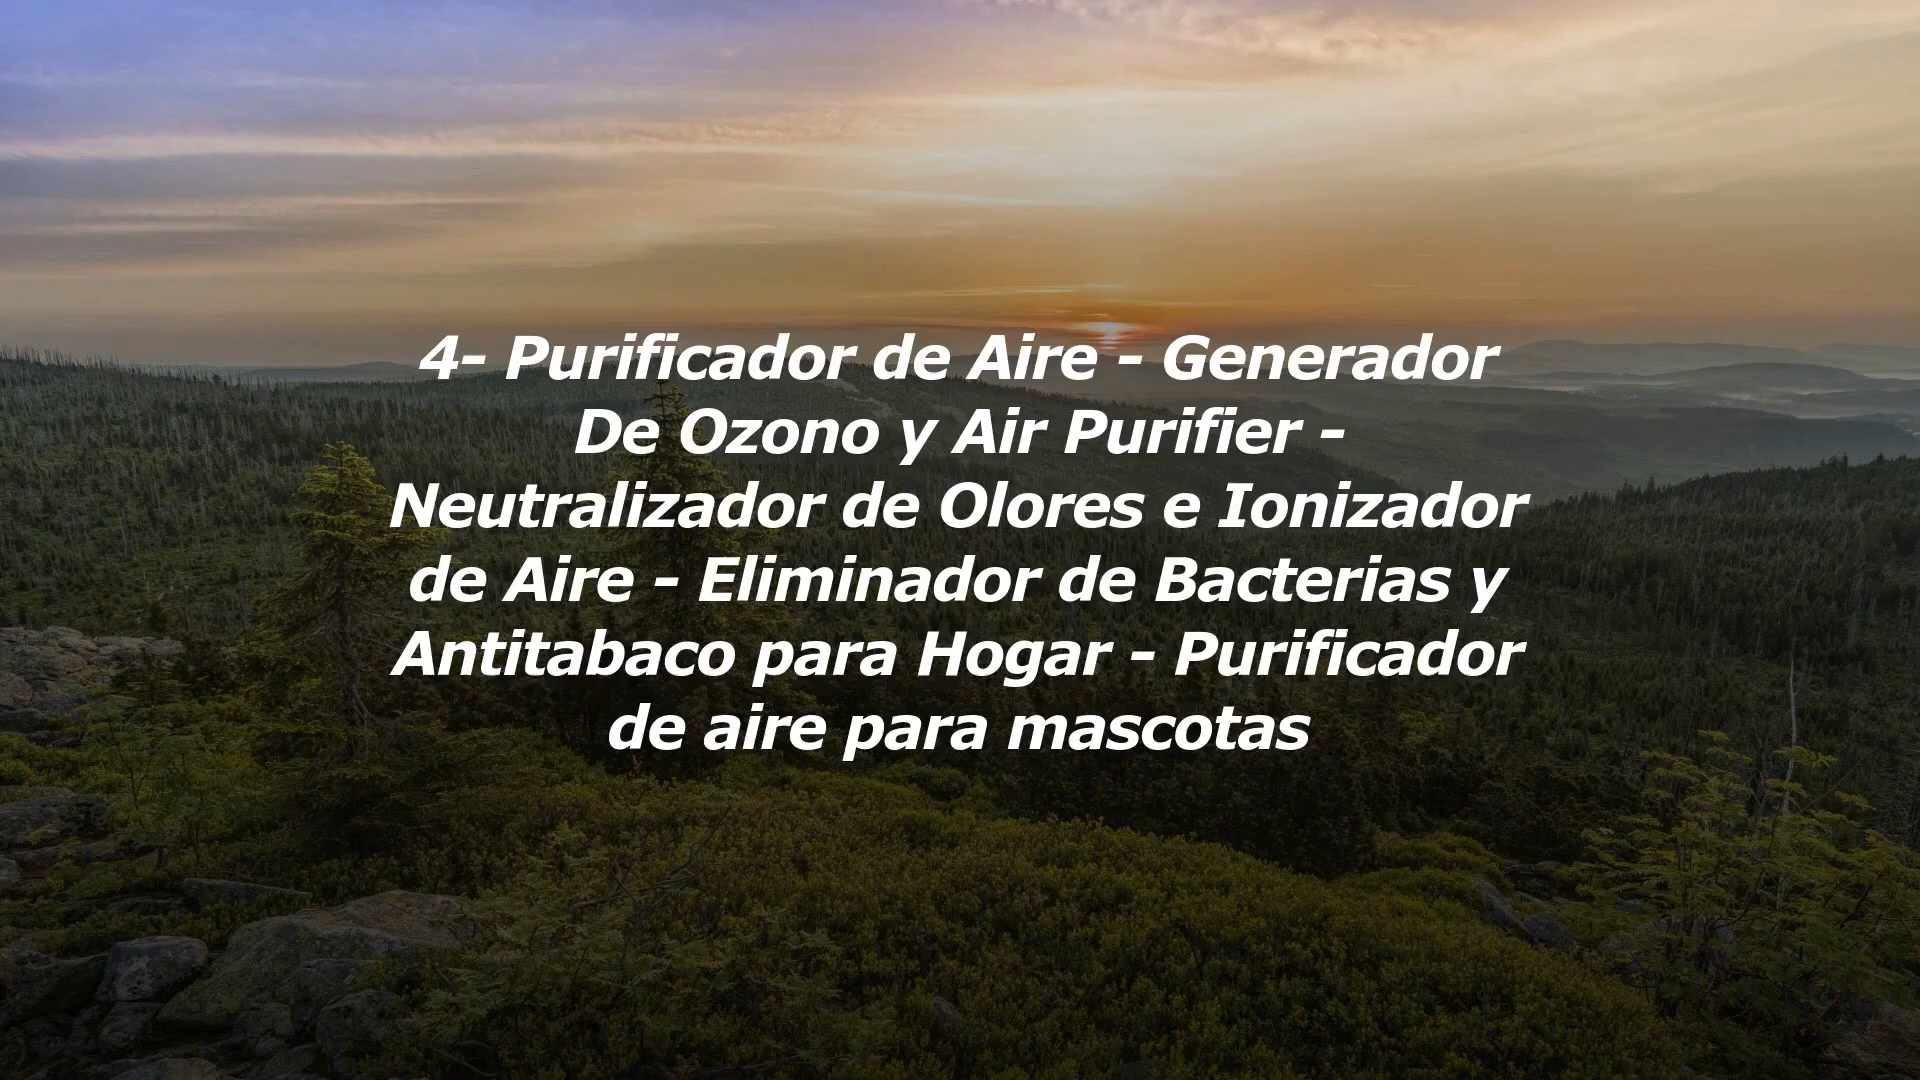 4- Purificador de Aire - Generador
De Ozono y Air Purifier -
Neutralizador de Olores e Ionizador
de Aire - Eliminador de Bacterias y
Antitabaco para Hogar - Purificador
de aire para mascotas